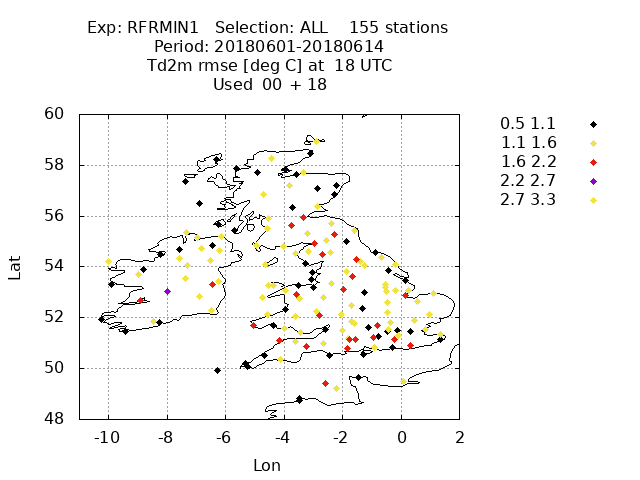 Exp: RFRMIN1 Selection: ALL 155 stations
Period: 20180601-20180614
Td2m rmse [deg C] at 18 UTC
Used 00 + 18
0.5 1.1
1.1 1.6
1.6 2.2
2.2 2.7
2.7 3.3
Lat
60
58
56
54
52
50
48
-10 -8 -6 -4 -2 0 2
Lon